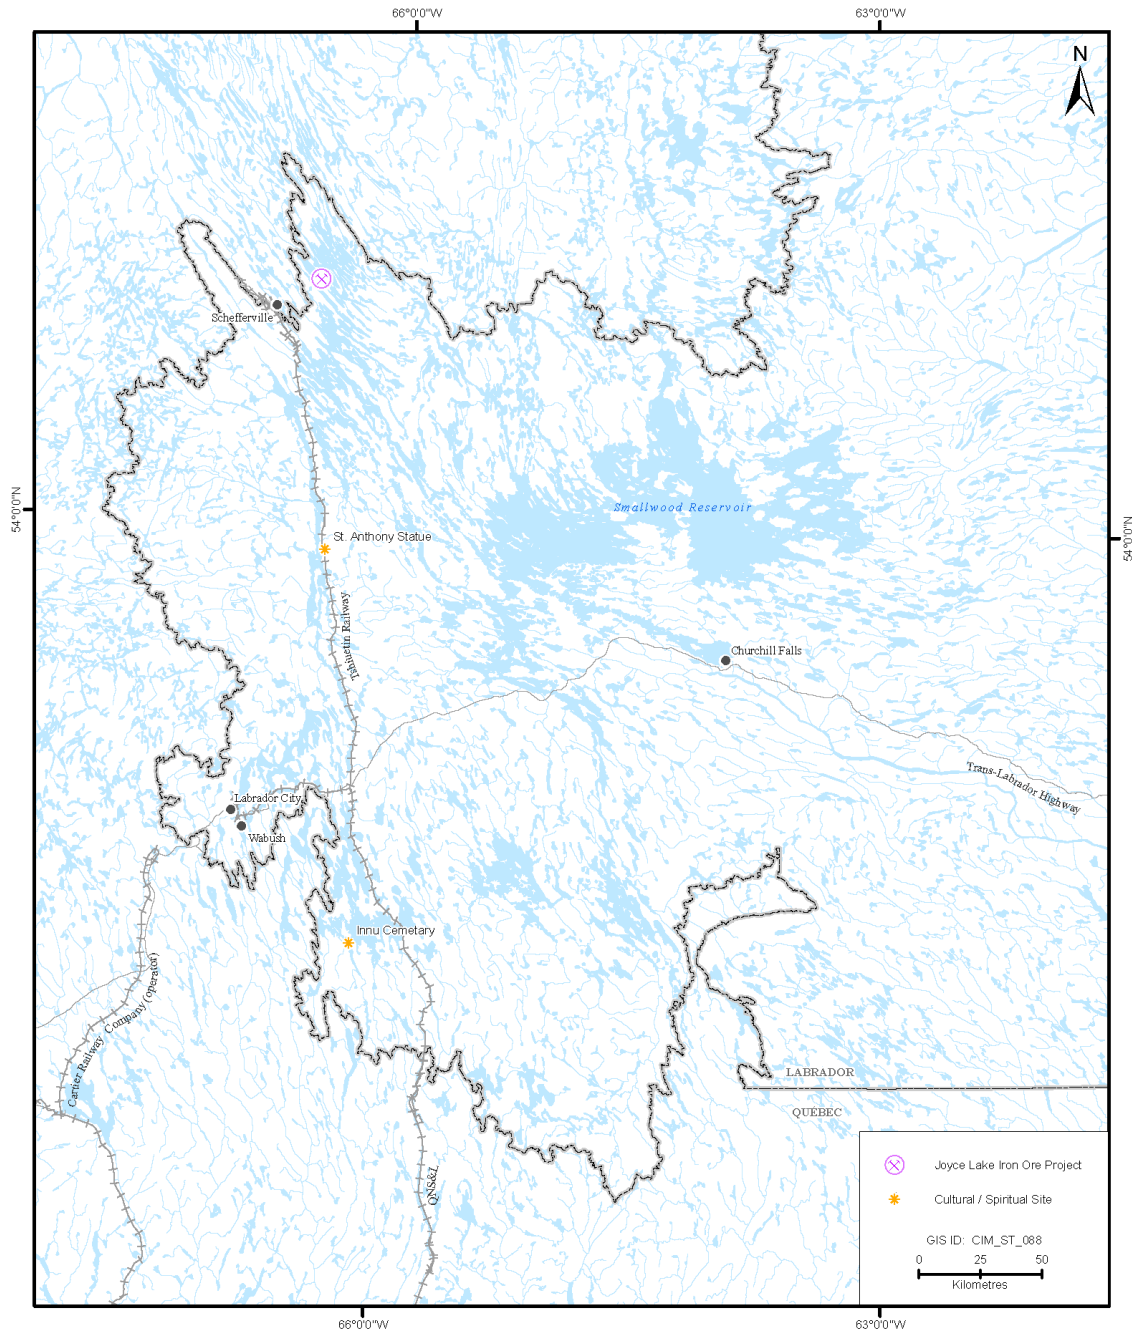 66°0'0"W
63°0'0"W
N
Schefferville
54°0'0"N
Smallwood Reservoir
54°0'0"N
St. Anthony Statue
Tshiuetin Railway
Churchill Falls
Trans-Labrador Highway
Labrador City
Wabush
Innu Cemetary
Cartier Railway Company (operator)
LABRADOR
QUÉBEC
QNS&L
Joyce Lake Iron Ore Project
Cultural / Spiritual Site
GIS ID: CIM_ST_088
0 25 50
Kilometres
66°0'0"W
63°0'0"W